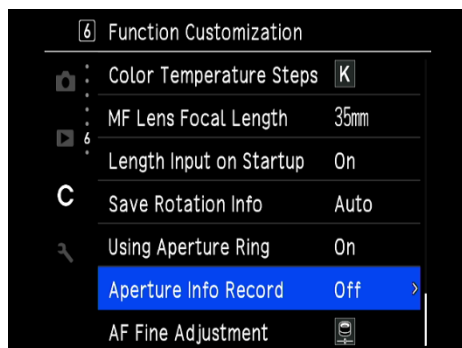 6 Function Customization
Color Temperature Steps K
MF Lens Focal Length 35mm
6
Length Input on Startup On
C Save Rotation Info Auto
Using Aperture Ring On
Aperture Info Record Off
AF Fine Adjustment